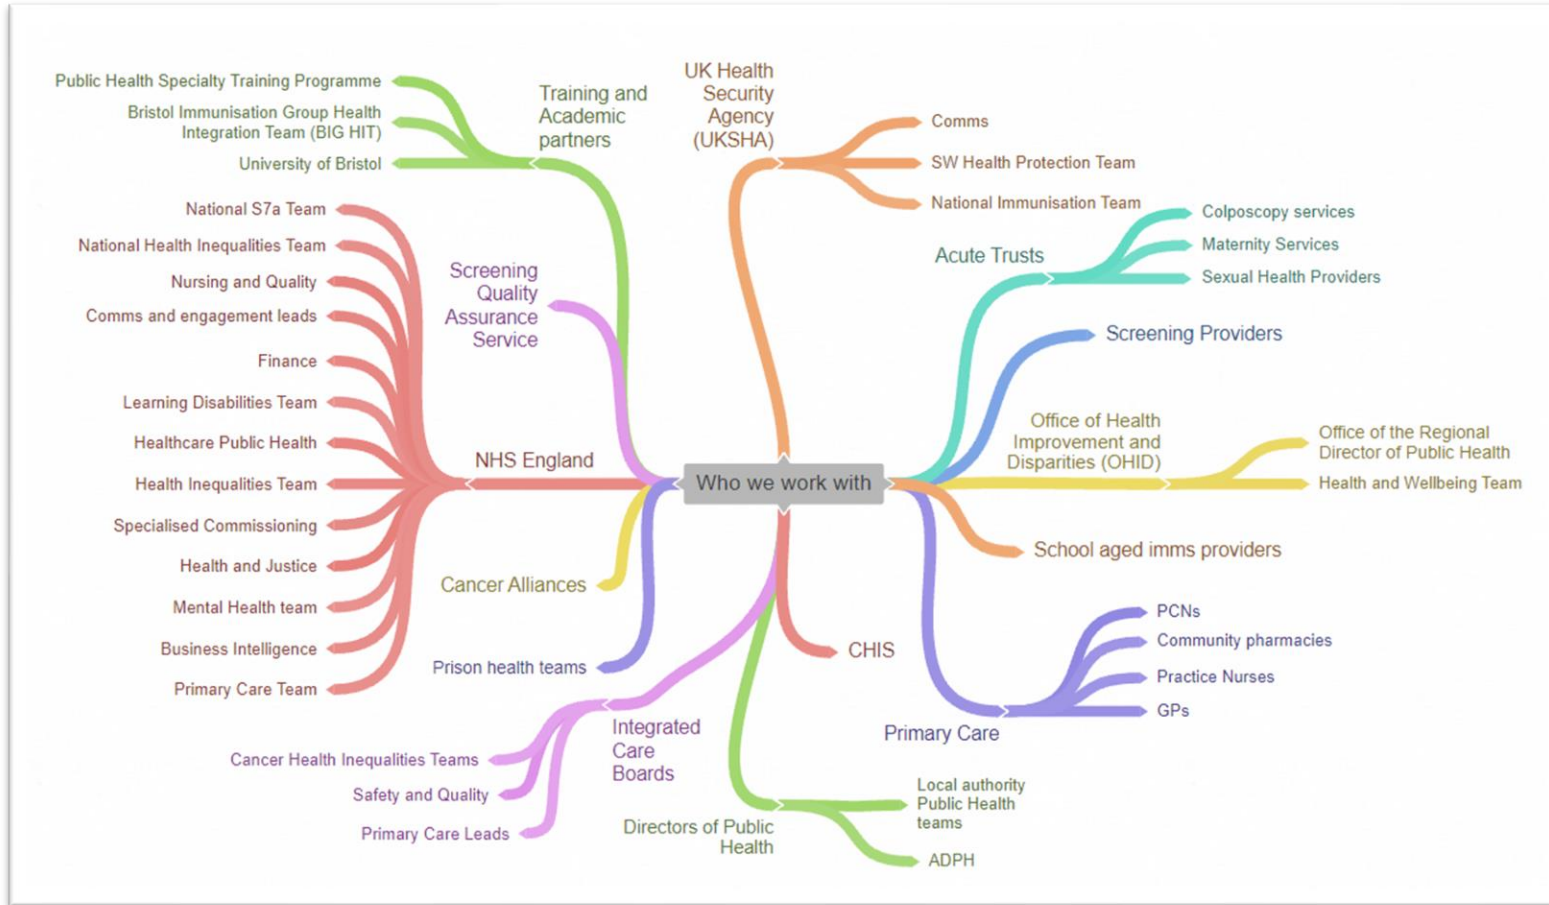 Who we work with
Training and
Academic
partners
Public Health Specialty Training Programme
Bristol Immunisation Group Health
Integration Team (BIG HIT)
University of Bristol
Screening
Quality
Assurance
Service
NHS England
National S7a Team
National Health Inequalities Team
Nursing and Quality
Comms and engagement leads
Finance
Learning Disabilities Team
Healthcare Public Health
Health Inequalities Team
Specialised Commissioning
Health and Justice
Mental Health team
Business Intelligence
Primary Care Team
Cancer Alliances
Prison health teams
Integrated
Care
Boards
Cancer Health Inequalities Teams
Safety and Quality
Primary Care Leads
UK Health
Security
Agency
(UKSHA)
Comms
SW Health Protection Team
National Immunisation Team
Acute Trusts
Colposcopy services
Maternity Services
Sexual Health Providers
Screening Providers
Office of Health
Improvement and
Disparities (OHID)
Office of the Regional
Director of Public Health
Health and Wellbeing Team
School aged imms providers
Primary Care
PCNs
Community pharmacies
Practice Nurses
GPs
CHIS
Directors of Public
Health
Local authority
Public Health
teams
ADPH